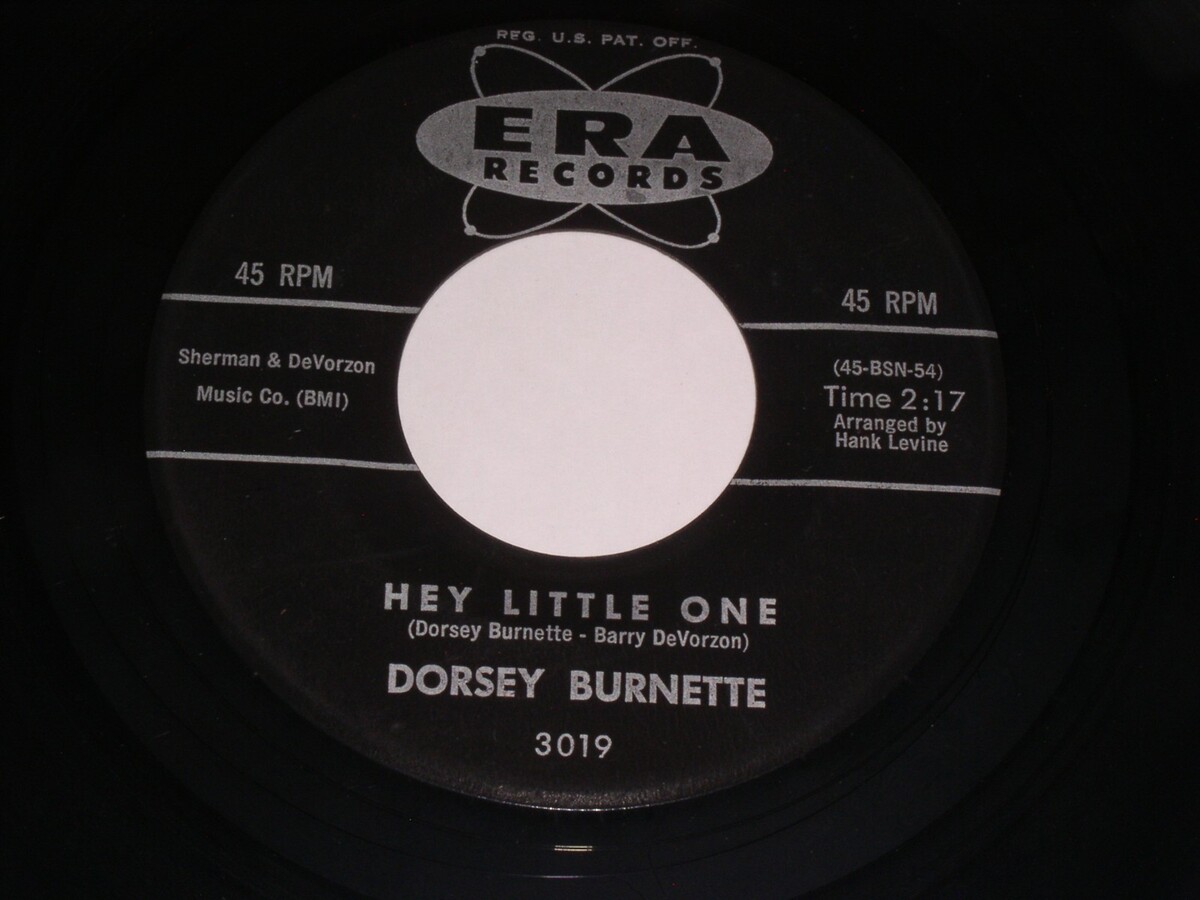 REG. U.S. PAT. OFF.
ERA
RECORDS
45 RPM
Sherman & DeVorzon
Music Co. (BMI)
45 RPM
(45-BSN-54)
Time 2:17
Arranged by
Hank Levine
HEY LITTLE ONE
(Dorsey Burnette - Barry DeVorzon)
DORSEY BURNETTE
3019